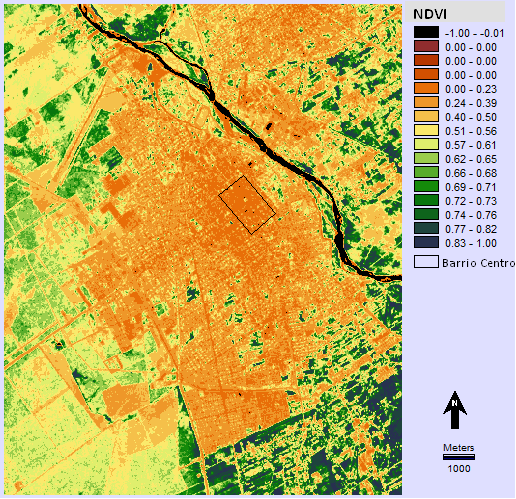 NDVI
-1.00 - -0.01
0.00 - 0.00
0.00 - 0.00
0.00 - 0.00
0.00 - 0.23
0.24 - 0.39
0.40 - 0.50
0.51 - 0.56
0.57 - 0.61
0.62 - 0.65
0.66 - 0.68
0.69 - 0.71
0.72 - 0.73
0.74 - 0.76
0.77 - 0.82
0.83 - 1.00
Barrio Centro
N
Meters
1000